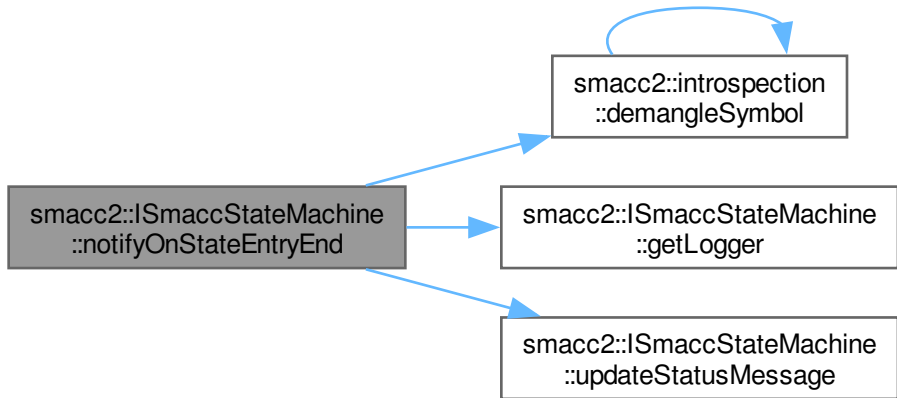 smacc2::introspection
::demangleSymbol
smacc2::ISmaccStateMachine
::notifyOnStateEntryEnd
smacc2::ISmaccStateMachine
::getLogger
smacc2::ISmaccStateMachine
::updateStatusMessage